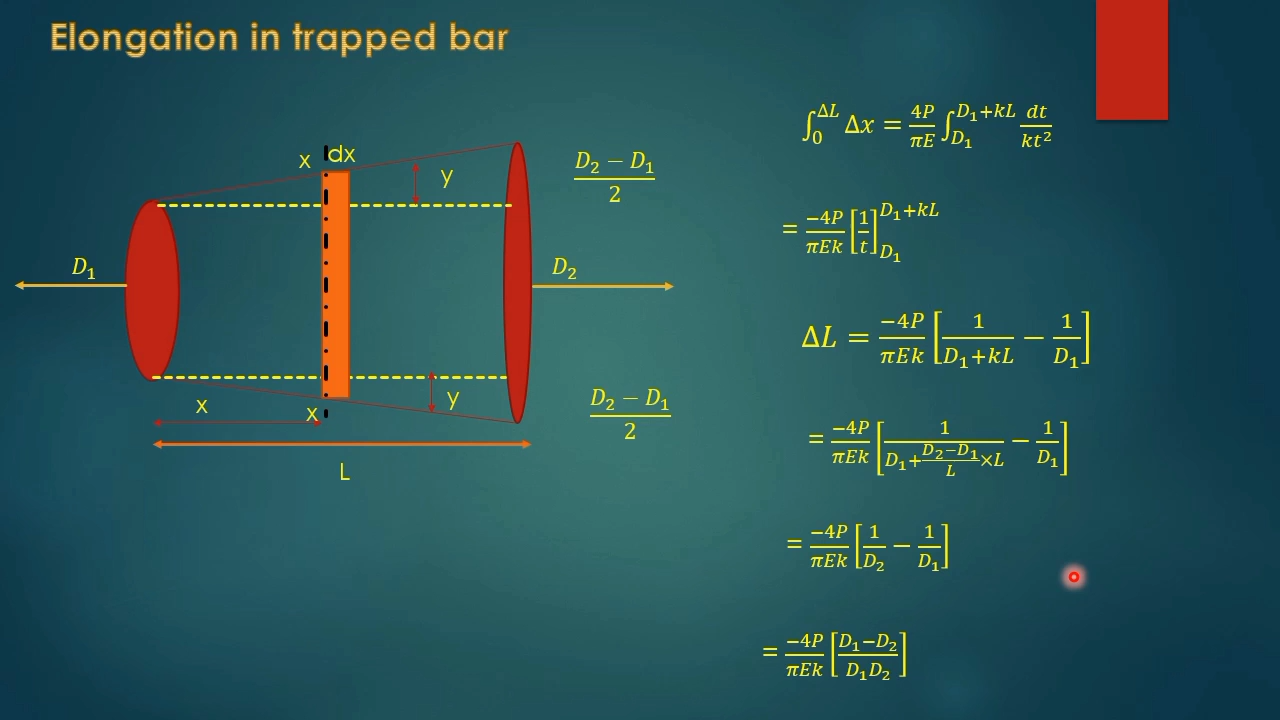 Elongation in trapped bar
x dx
y
D₂ − D₁ / 2
D₁
D₂
x
x
y
D₂ − D₁ / 2
L
∫₀^ΔL Δx = 4P/πE ∫_D₁^(D₁+kL) dt/kt²
= −4P/πEk [1/t]_D₁^(D₁+kL)
ΔL = −4P/πEk [1/(D₁+kL) − 1/D₁]
= −4P/πEk [1/(D₁+(D₂−D₁)/L×L) − 1/D₁]
= −4P/πEk [1/D₂ − 1/D₁]
= −4P/πEk [(D₁−D₂)/(D₁D₂)]